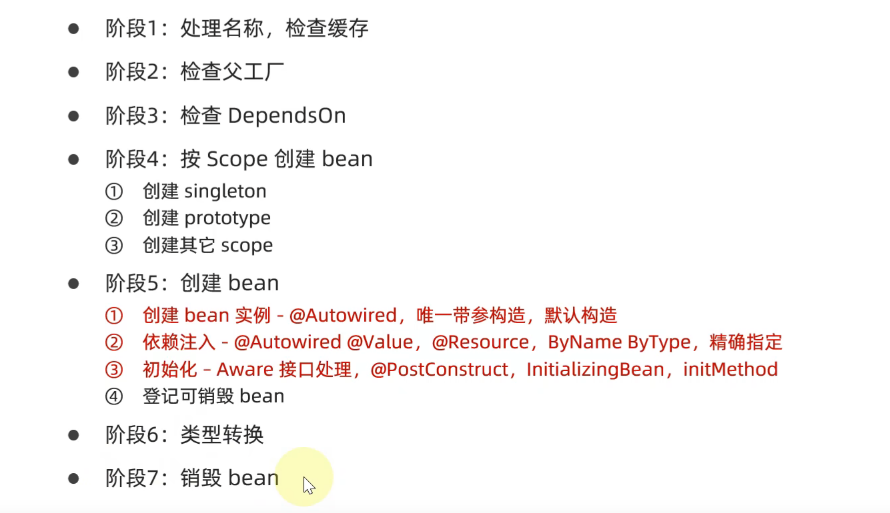 ● 阶段1：处理名称，检查缓存
● 阶段2：检查父工厂
● 阶段3：检查 DependsOn
● 阶段4：按 Scope 创建 bean
① 创建 singleton
② 创建 prototype
③ 创建其它 scope
● 阶段5：创建 bean
① 创建 bean 实例 - @Autowired，唯一带参构造，默认构造
② 依赖注入 - @Autowired @Value，@Resource，ByName ByType，精确指定
③ 初始化 – Aware 接口处理，@PostConstruct，InitializingBean，initMethod
④ 登记可销毁 bean
● 阶段6：类型转换
● 阶段7：销毁 bean